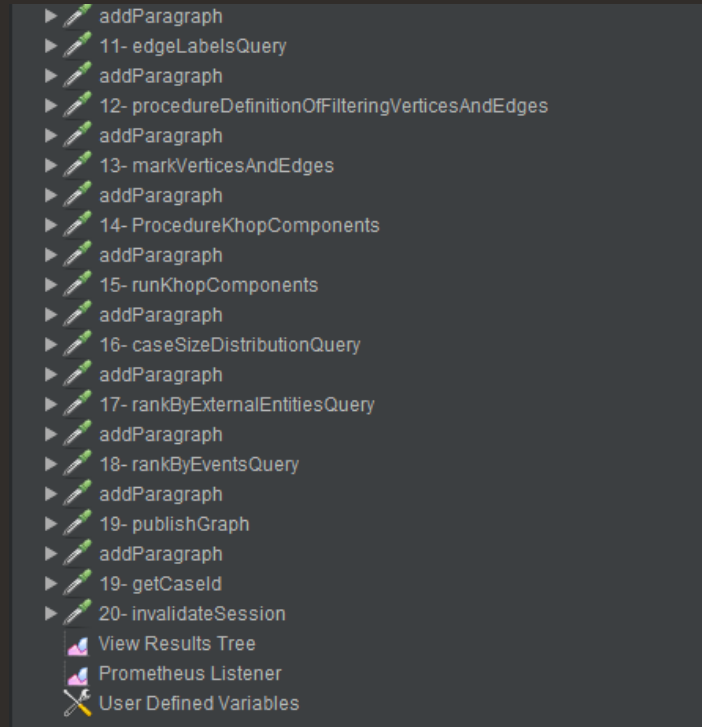 addParagraph
11- edgeLabelsQuery
addParagraph
12- procedureDefinitionOfFilteringVerticesAndEdges
addParagraph
13- markVerticesAndEdges
addParagraph
14- ProcedureKhopComponents
addParagraph
15- runKhopComponents
addParagraph
16- caseSizeDistributionQuery
addParagraph
17- rankByExternalEntitiesQuery
addParagraph
18- rankByEventsQuery
addParagraph
19- publishGraph
addParagraph
19- getCaseId
20- invalidateSession
View Results Tree
Prometheus Listener
User Defined Variables